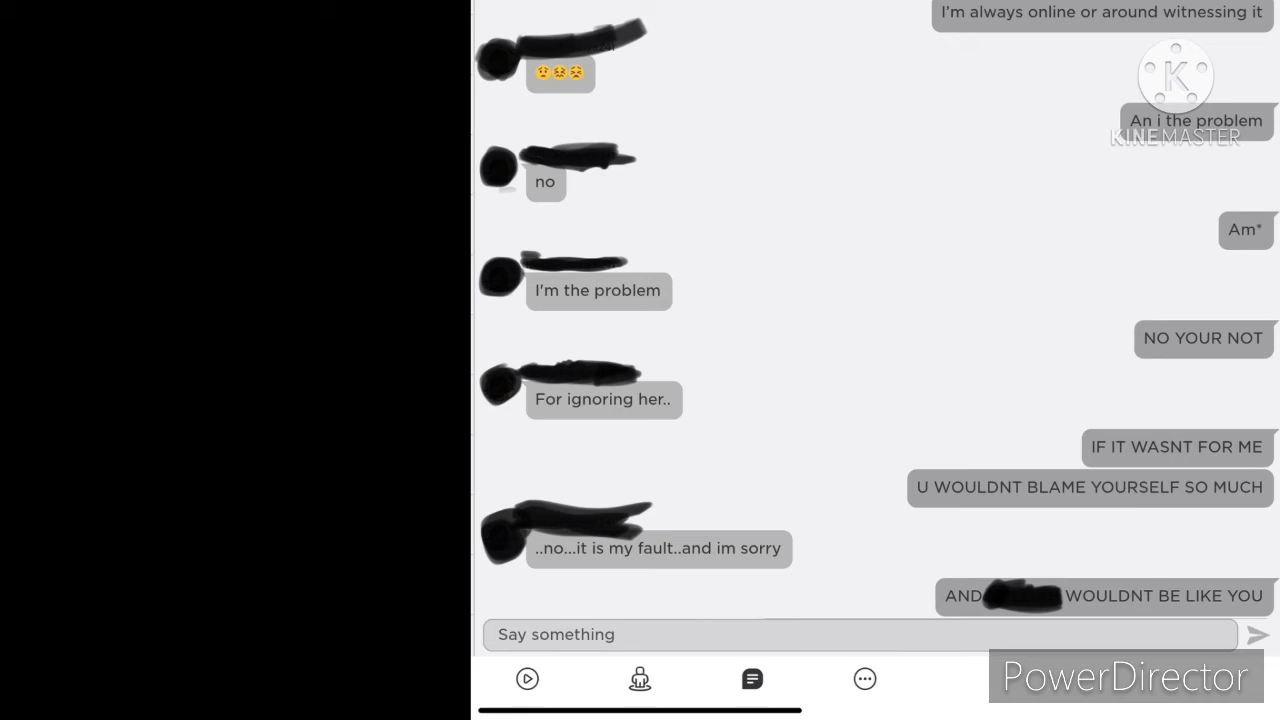 I'm always online or around witnessing it
😟😖😣
An i the problem
KINEMASTER
no
Am*
I'm the problem
NO YOUR NOT
For ignoring her..
IF IT WASNT FOR ME
U WOULDNT BLAME YOURSELF SO MUCH
..no...it is my fault..and im sorry
AND WOULDNT BE LIKE YOU
Say something
PowerDirector